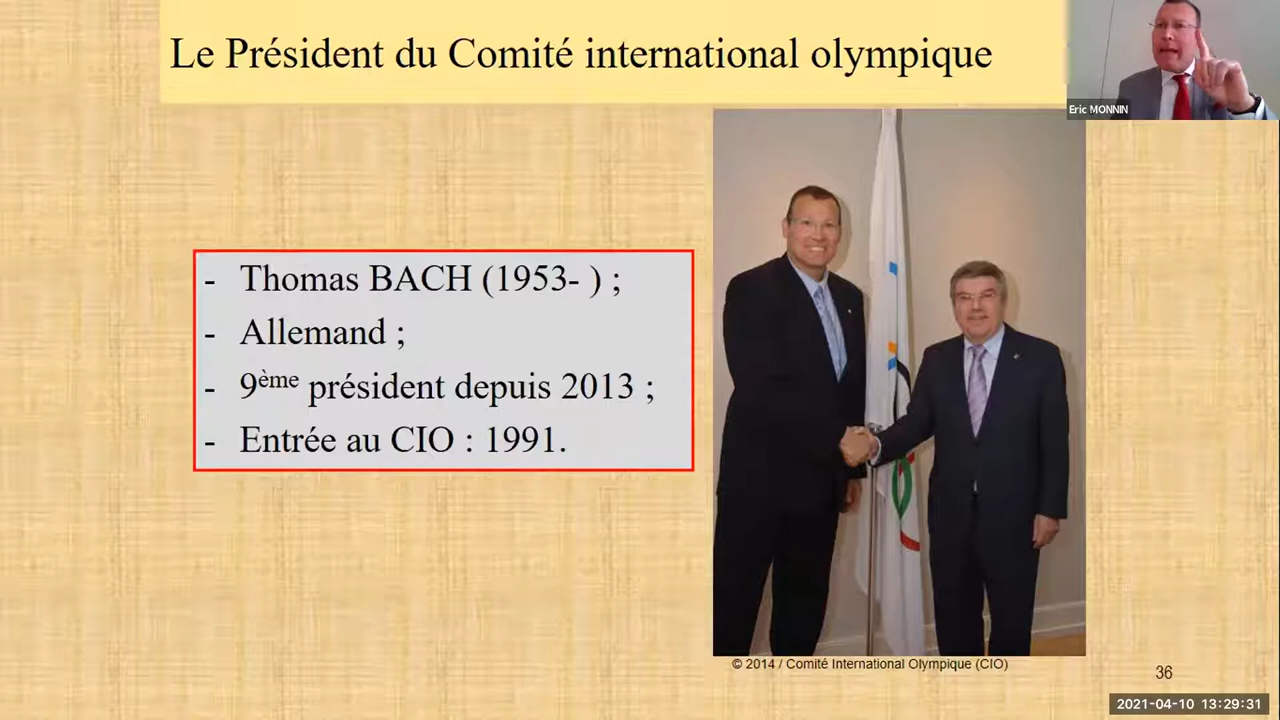 Le Président du Comité international olympique
Eric MONNIN
- Thomas BACH (1953- ) ;
- Allemand ;
- 9ème président depuis 2013 ;
- Entrée au CIO : 1991.
© 2014 / Comité International Olympique (CIO)
36
2021-04-10 13:29:31